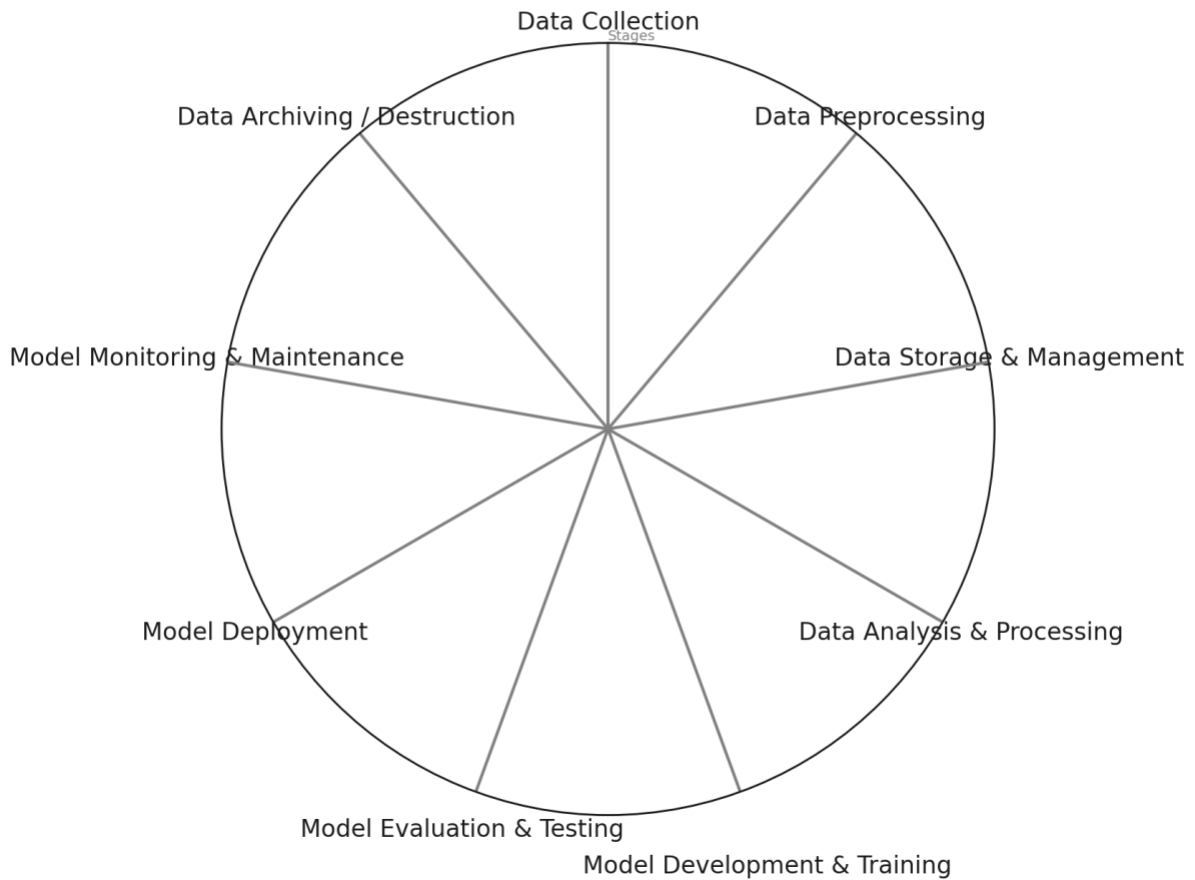 Data Collection
Stages
Data Archiving / Destruction
Data Preprocessing
Model Monitoring & Maintenance
Data Storage & Management
Model Deployment
Data Analysis & Processing
Model Evaluation & Testing
Model Development & Training